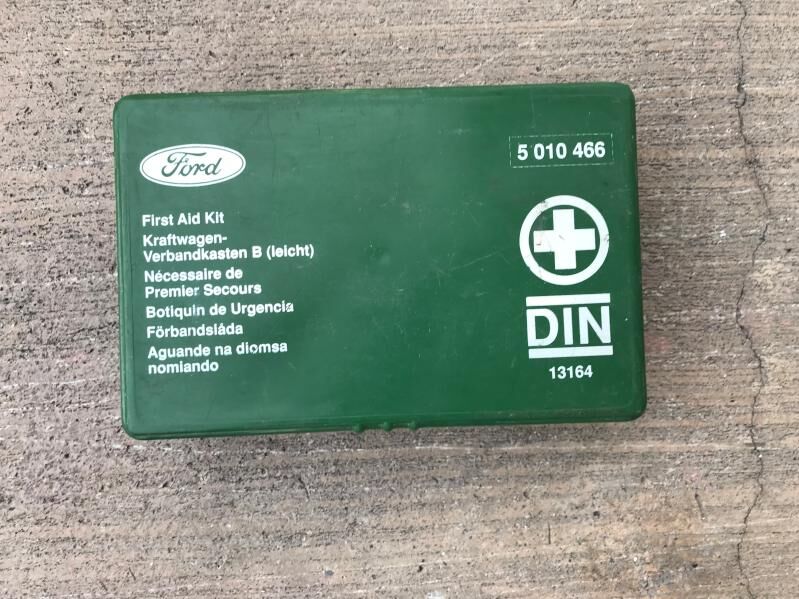 Ford
5 010 466
First Aid Kit
Kraftwagen-
Verbandkasten B (leicht)
Nécessaire de
Premier Secours
Botiquin de Urgencia
Förbandslåda
Aguande na diomsa
nomiando
DIN
13164